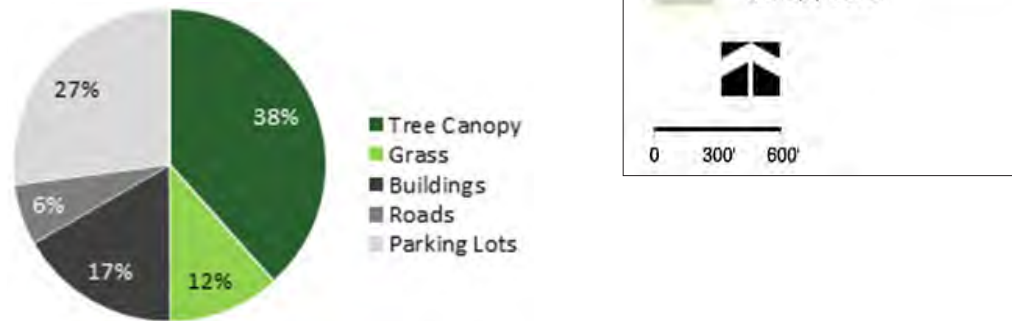 27%
38%
6%
17%
12%
Tree Canopy
Grass
Buildings
Roads
Parking Lots
0 300' 600'